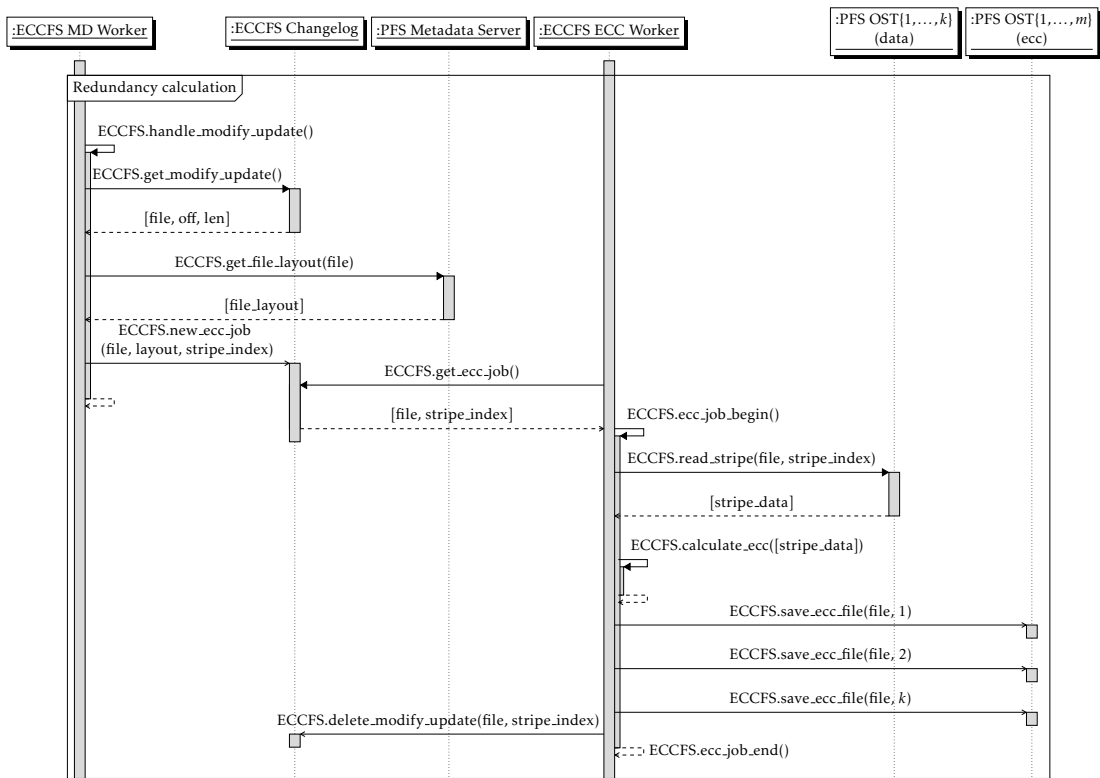 :ECCFS MD Worker
:ECCFS Changelog
:PFS Metadata Server
:ECCFS ECC Worker
:PFS OST{1,...,k}
(data)
:PFS OST{1,...,m}
(ecc)
Redundancy calculation
ECCFS.handle_modify_update()
ECCFS.get_modify_update()
[file, off, len]
ECCFS.get_file_layout(file)
[file_layout]
ECCFS.new_ecc_job
(file, layout, stripe_index)
ECCFS.get_ecc_job()
[file, stripe_index]
ECCFS.ecc_job_begin()
ECCFS.read_stripe(file, stripe_index)
[stripe_data]
ECCFS.calculate_ecc([stripe_data])
ECCFS.save_ecc_file(file, 1)
ECCFS.save_ecc_file(file, 2)
ECCFS.save_ecc_file(file, k)
ECCFS.delete_modify_update(file, stripe_index)
ECCFS.ecc_job_end()